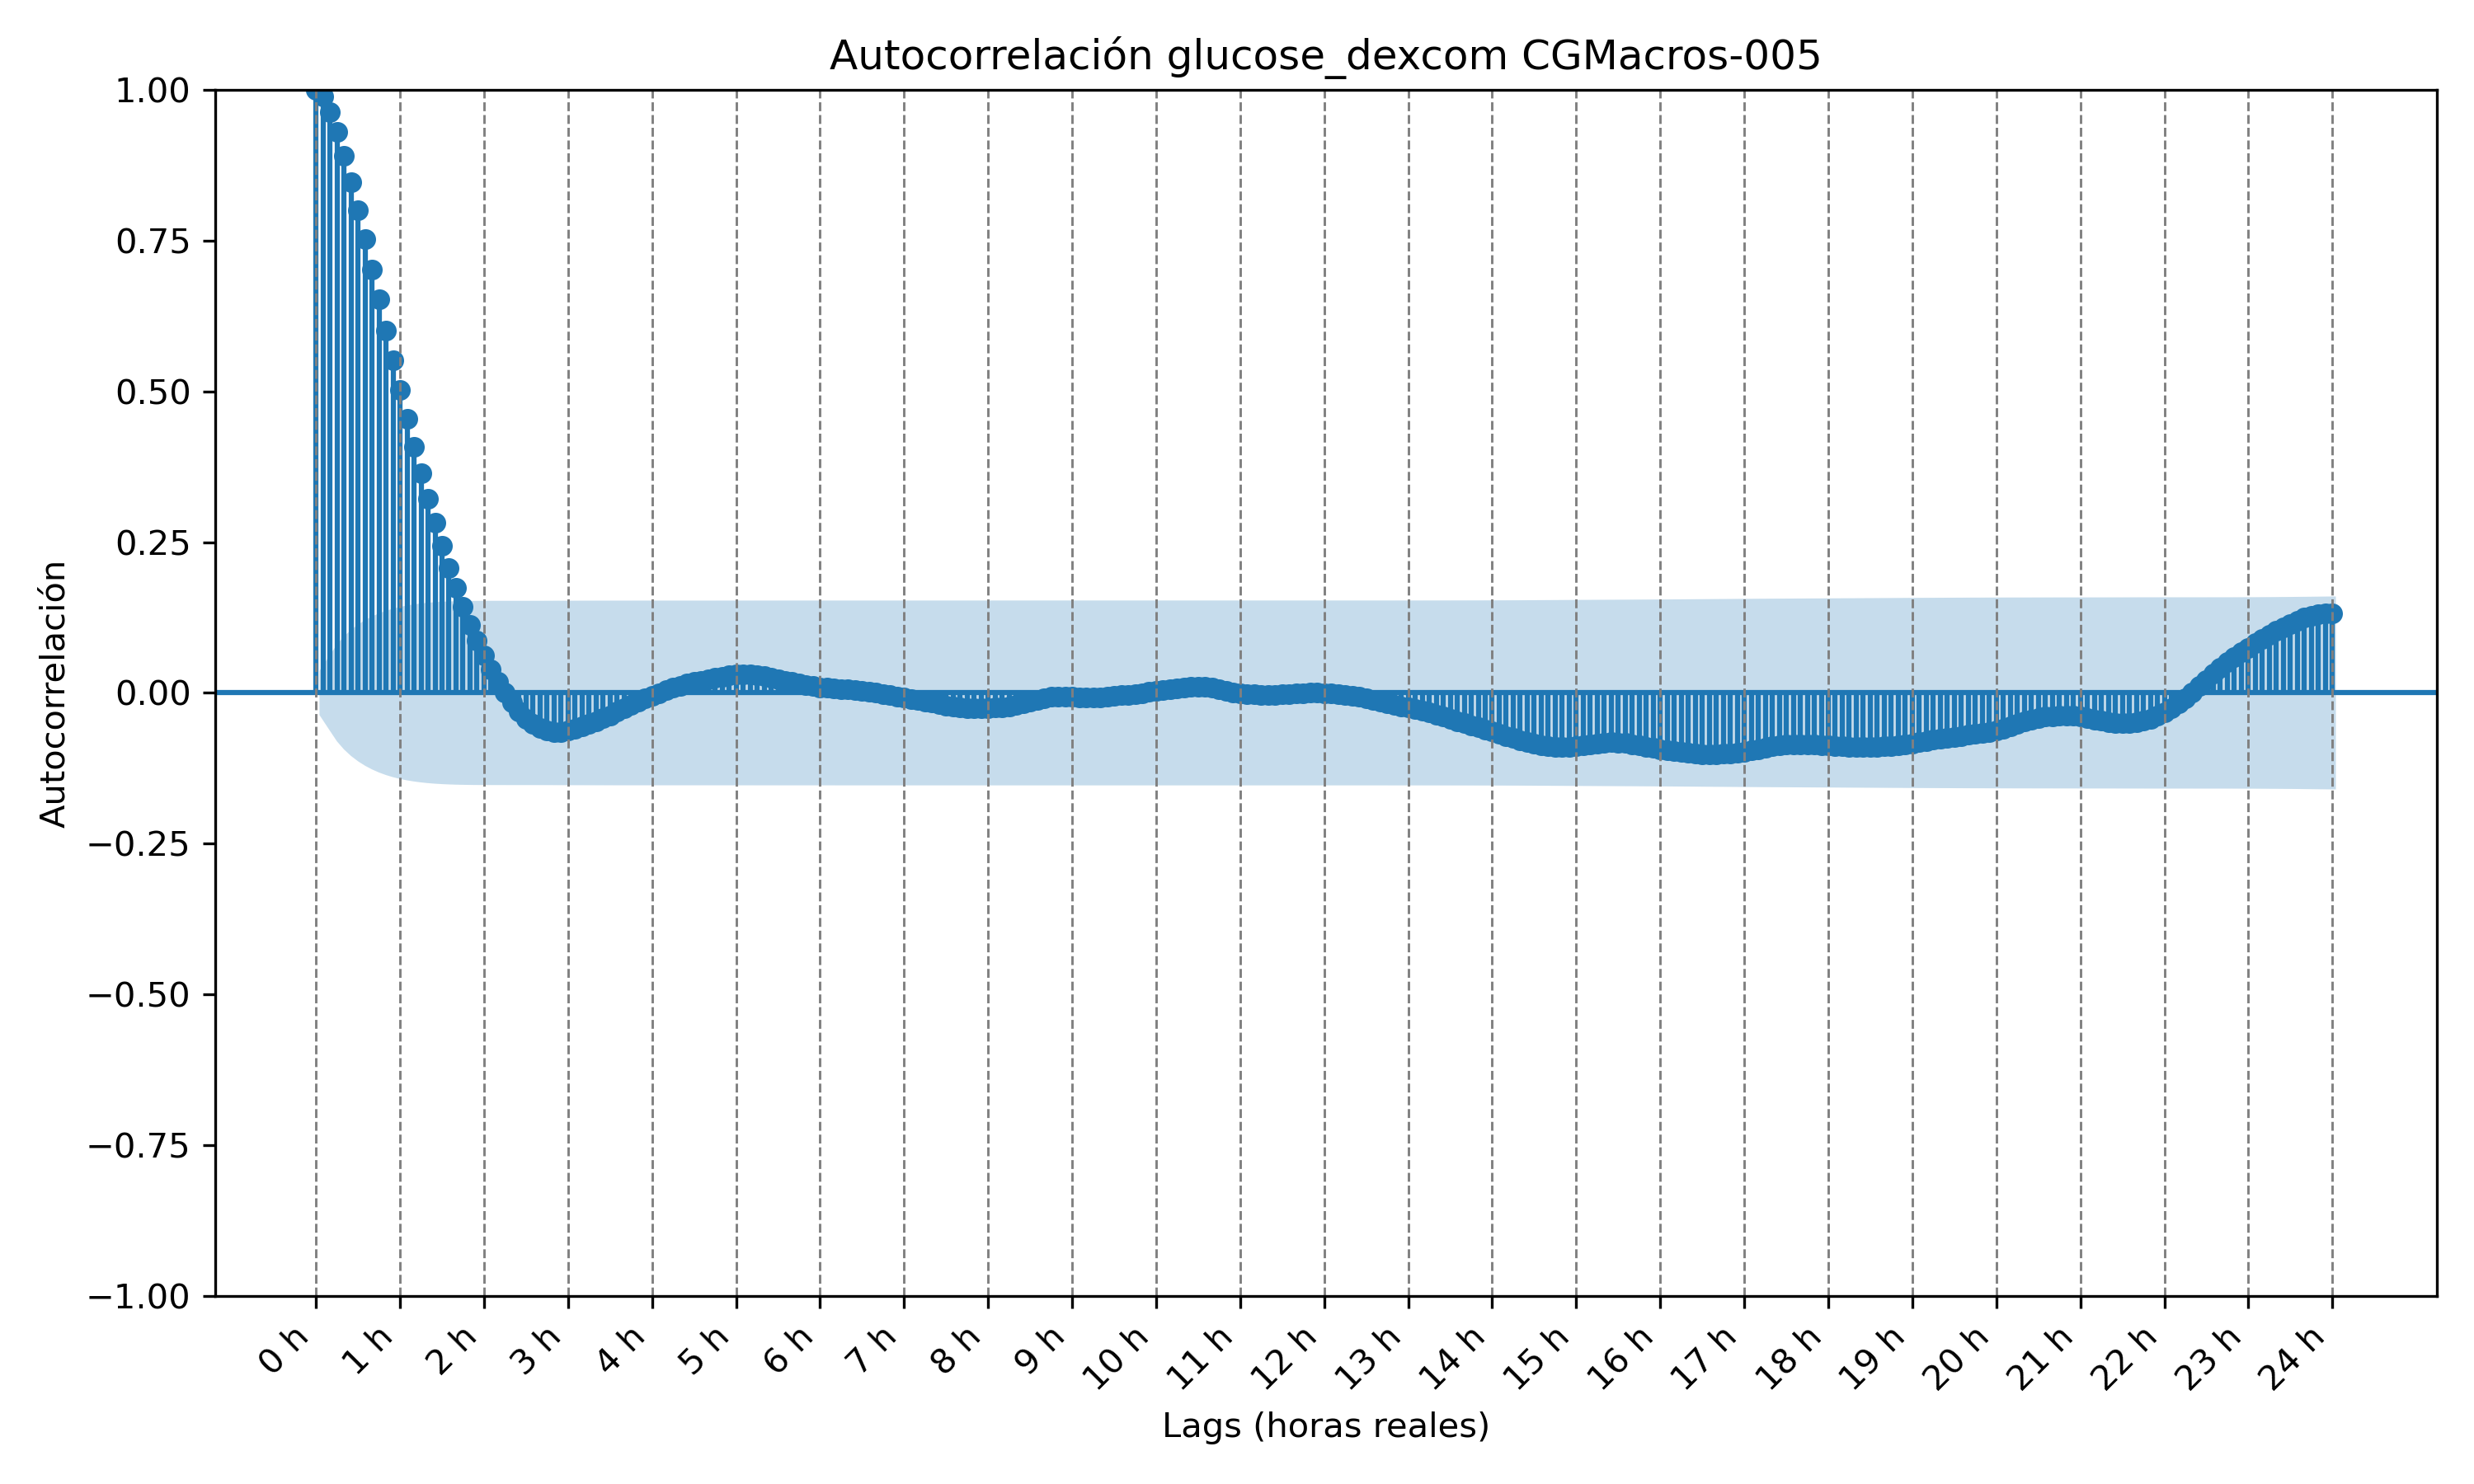 Autocorrelación glucose_dexcom CGMacros-005
1.00
0.75
0.50
0.25
0.00
−0.25
−0.50
−0.75
−1.00
Autocorrelación
0 h
1 h
2 h
3 h
4 h
5 h
6 h
7 h
8 h
9 h
10 h
11 h
12 h
13 h
14 h
15 h
16 h
17 h
18 h
19 h
20 h
21 h
22 h
23 h
24 h
Lags (horas reales)